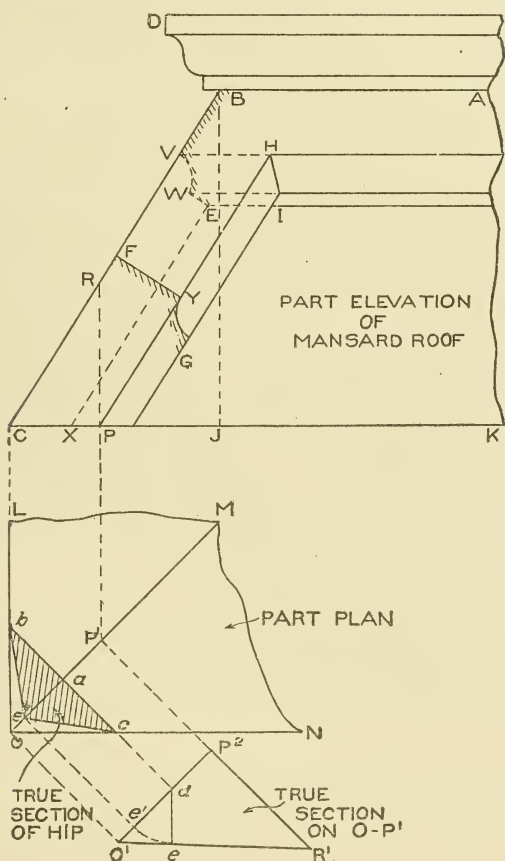 D
B
A
V
H
W
E
I
F
R
Y
PART ELEVATION
OF
MANSARD ROOF
G
C
X
P
J
K
L
M
b
P'
PART PLAN
a
e'
c
O
N
P²
TRUE
SECTION
OF HIP
d
TRUE
SECTION
ON O-P'
e'
O'
e
R'